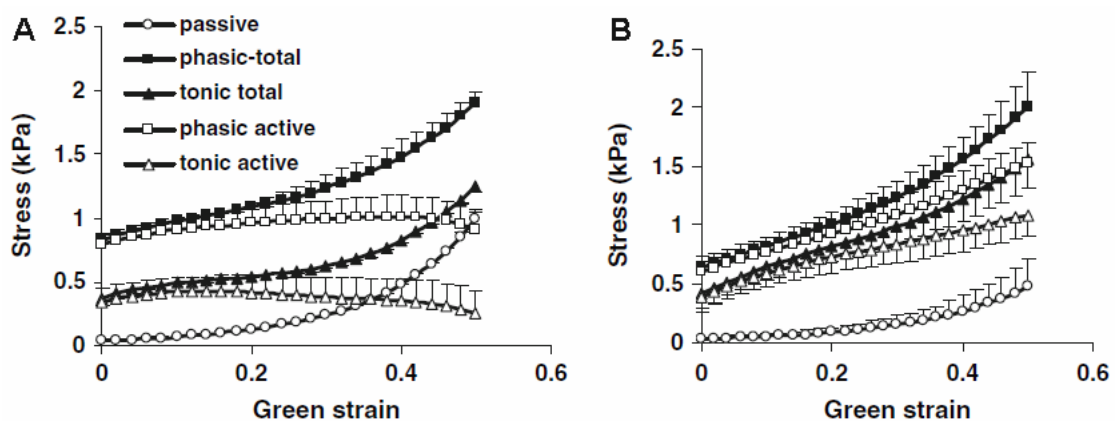 A
passive
phasic-total
tonic total
phasic active
tonic active
Stress (kPa)
2.5
2
1.5
1
0.5
0
0
0.2
0.4
0.6
Green strain
B
Stress (kPa)
2.5
2
1.5
1
0.5
0
0
0.2
0.4
0.6
Green strain